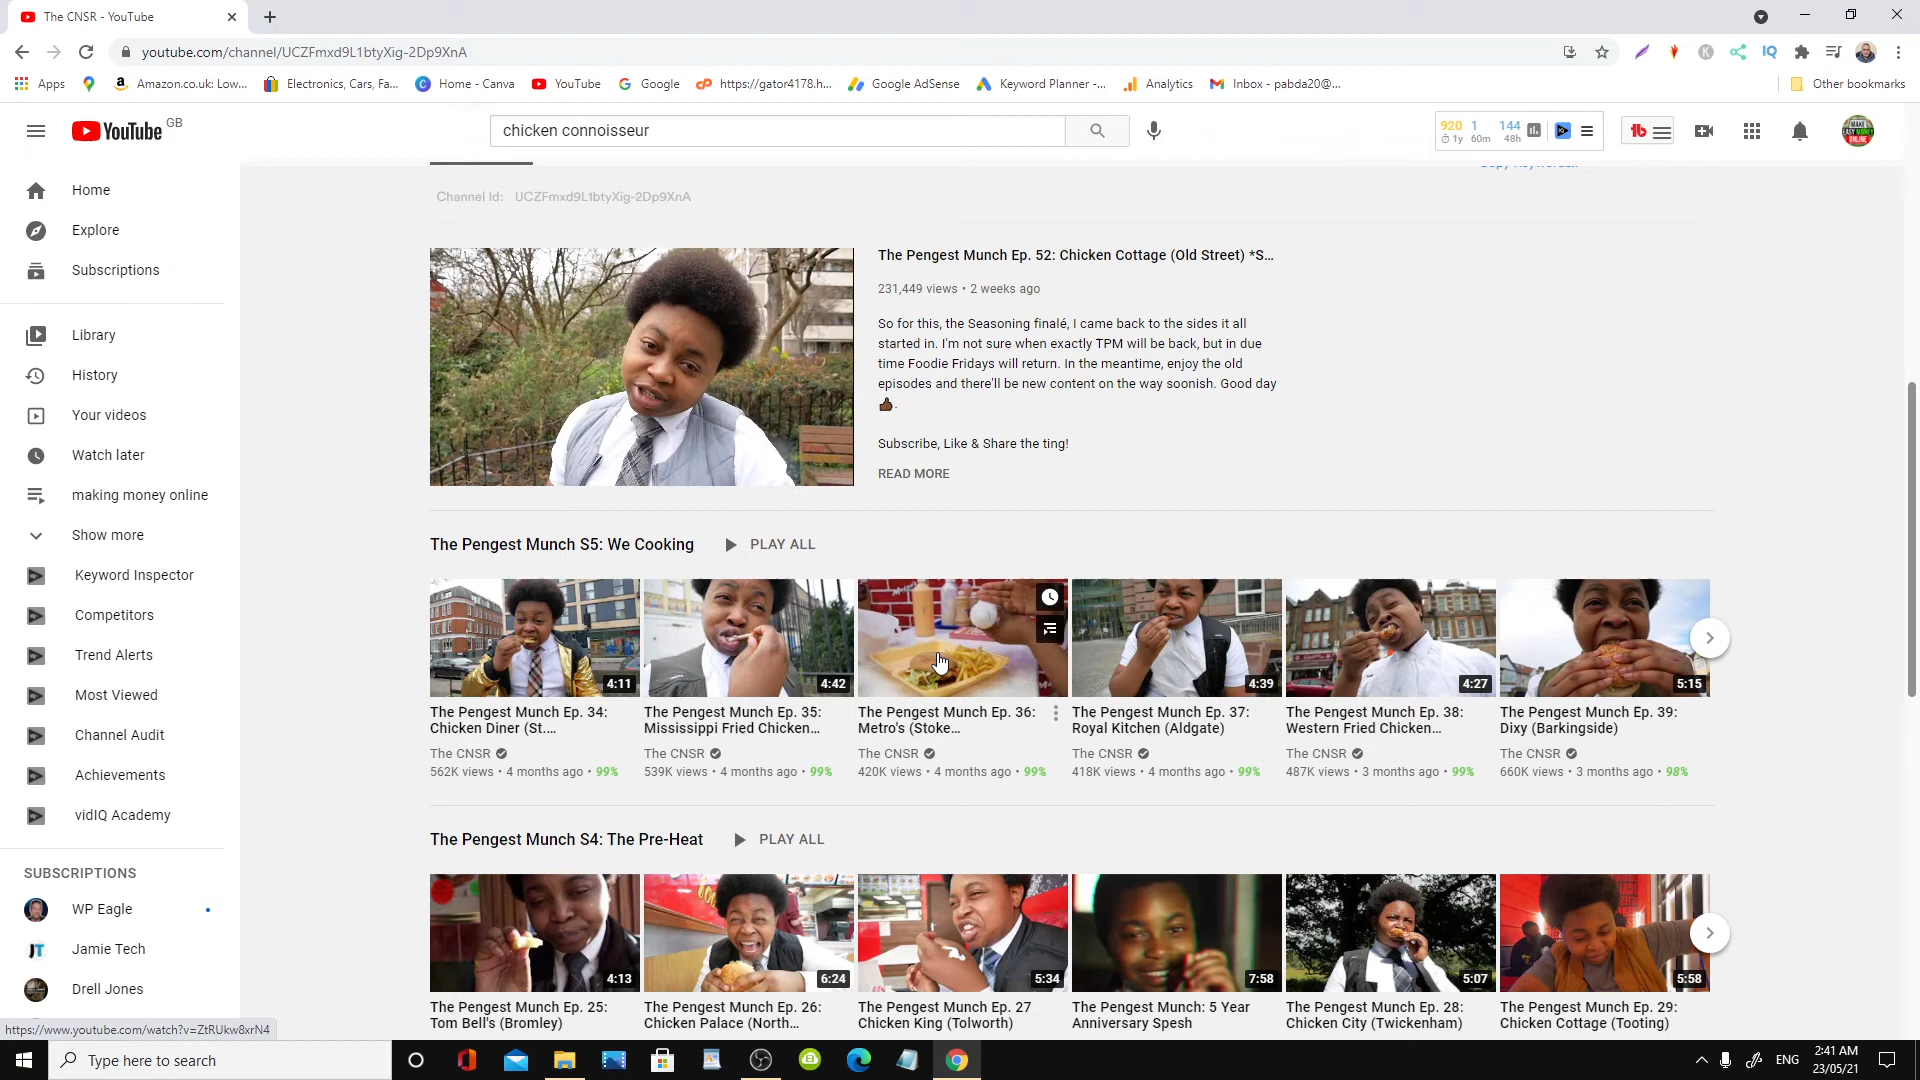 The CNSR - YouTube
youtube.com/channel/UCZFmxd9L1btyXig-2Dp9XnA
Apps
Amazon.co.uk: Low...
Electronics, Cars, Fa...
Home - Canva
YouTube
Google
https://gator4178.h...
Google AdSense
Keyword Planner -...
Analytics
Inbox - pabda20@...
Other bookmarks
YouTube GB
chicken connoisseur
920 1 144
1y 60m 48h
Home
Explore
Subscriptions
Library
History
Your videos
Watch later
making money online
Show more
Keyword Inspector
Competitors
Trend Alerts
Most Viewed
Channel Audit
Achievements
vidIQ Academy
SUBSCRIPTIONS
WP Eagle
Jamie Tech
Drell Jones
https://www.youtube.com/watch?v=ZtRUkw8xrN4
Channel Id: UCZFmxd9L1btyXig-2Dp9XnA
The Pengest Munch Ep. 52: Chicken Cottage (Old Street) *S...
231,449 views • 2 weeks ago
So for this, the Seasoning finalé, I came back to the sides it all
started in. I'm not sure when exactly TPM will be back, but in due
time Foodie Fridays will return. In the meantime, enjoy the old
episodes and there'll be new content on the way soonish. Good day
.
Subscribe, Like & Share the ting!
READ MORE
The Pengest Munch S5: We Cooking
PLAY ALL
4:11
The Pengest Munch Ep. 34:
Chicken Diner (St....
The CNSR
562K views • 4 months ago • 99%
4:42
The Pengest Munch Ep. 35:
Mississippi Fried Chicken...
The CNSR
539K views • 4 months ago • 99%
The Pengest Munch Ep. 36:
Metro's (Stoke...
The CNSR
420K views • 4 months ago • 99%
4:39
The Pengest Munch Ep. 37:
Royal Kitchen (Aldgate)
The CNSR
418K views • 4 months ago • 99%
4:27
The Pengest Munch Ep. 38:
Western Fried Chicken...
The CNSR
487K views • 3 months ago • 99%
5:15
The Pengest Munch Ep. 39:
Dixy (Barkingside)
The CNSR
660K views • 3 months ago • 98%
The Pengest Munch S4: The Pre-Heat
PLAY ALL
4:13
The Pengest Munch Ep. 25:
Tom Bell's (Bromley)
6:24
The Pengest Munch Ep. 26:
Chicken Palace (North...
5:34
The Pengest Munch Ep. 27
Chicken King (Tolworth)
7:58
The Pengest Munch: 5 Year
Anniversary Spesh
5:07
The Pengest Munch Ep. 28:
Chicken City (Twickenham)
5:58
The Pengest Munch Ep. 29:
Chicken Cottage (Tooting)
Type here to search
ENG
2:41 AM
23/05/21